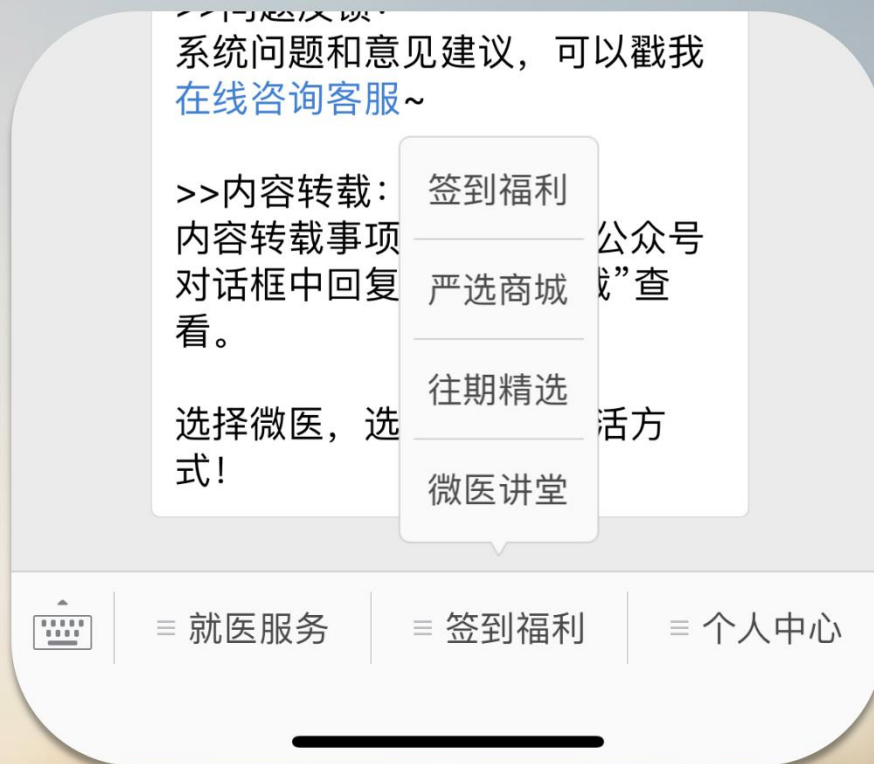 >>问题反馈：
系统问题和意见建议，可以戳我
在线咨询客服~
>>内容转载：
内容转载事项 公众号
对话框中回复 ”查
看。
选择微医，选 活方
式！
签到福利
严选商城
往期精选
微医讲堂
就医服务
签到福利
个人中心